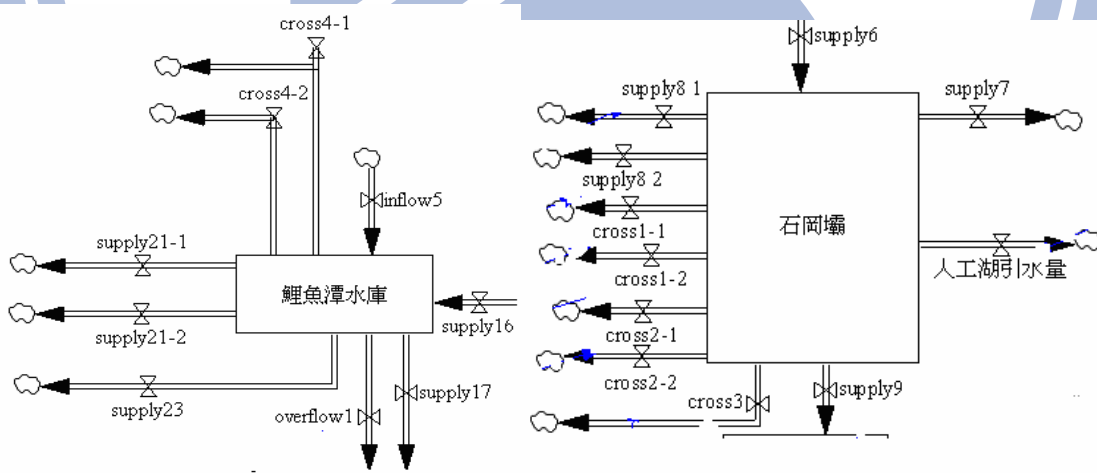 cross4-1
cross4-2
inflow5
supply21-1
鯉魚潭水庫
supply16
supply21-2
supply23
overflow1
supply17
supply6
supply8 1
supply7
supply8 2
cross1-1
石岡壩
cross1-2
人工湖引水量
cross2-1
cross2-2
cross3
supply9